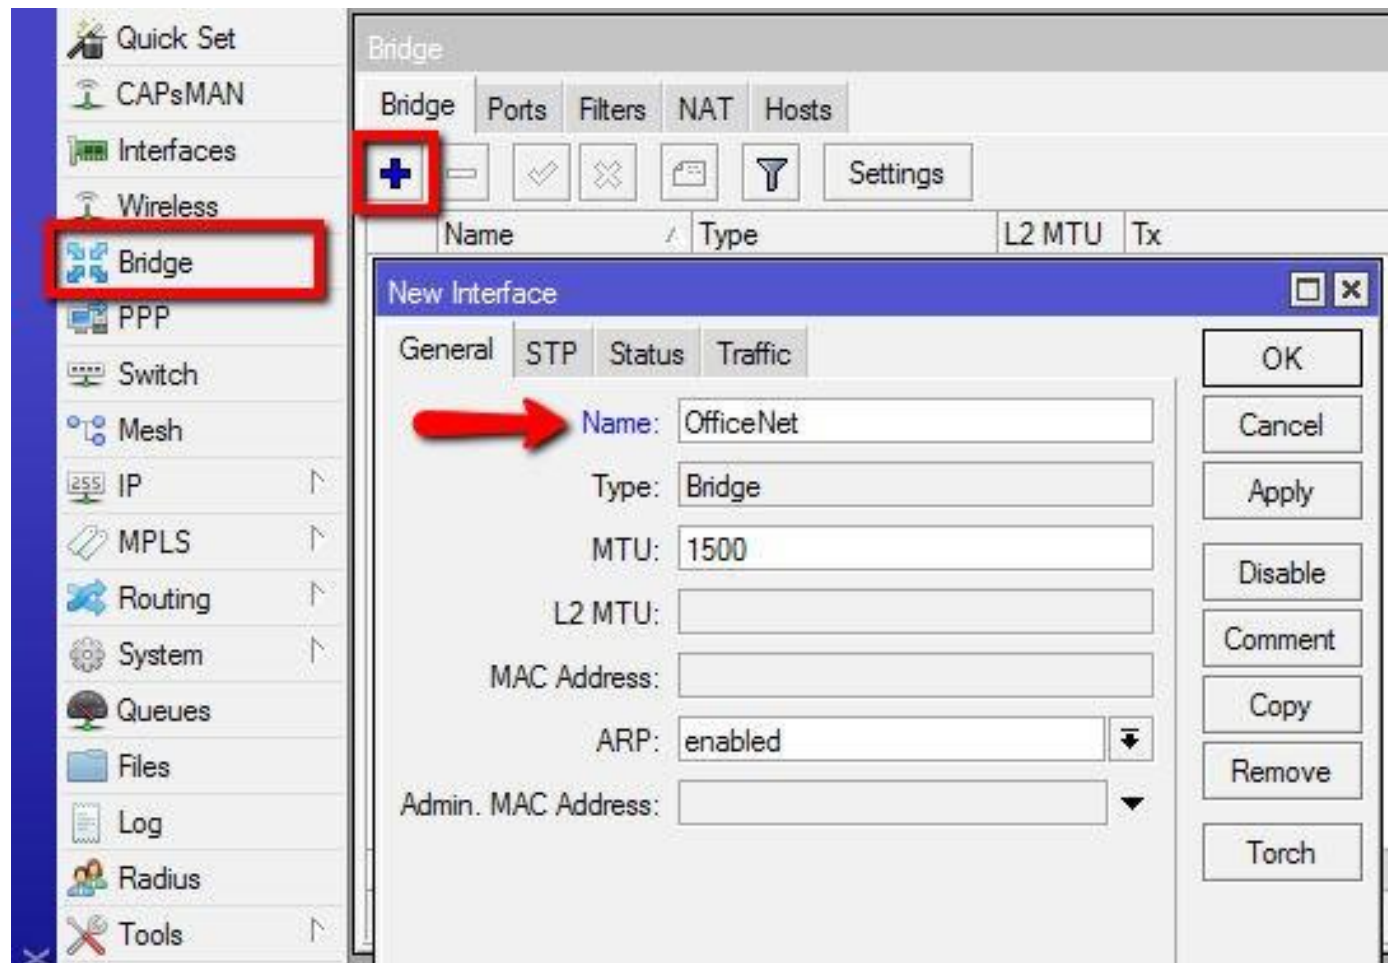 Quick Set
CAPsMAN
Interfaces
Wireless
Bridge
PPP
Switch
Mesh
255 IP
MPLS
Routing
System
Queues
Files
Log
Radius
Tools
Bridge
Bridge Ports Filters NAT Hosts
Settings
Name Type L2 MTU Tx
New Interface
General STP Status Traffic
Name: OfficeNet
Type: Bridge
MTU: 1500
L2 MTU:
MAC Address:
ARP: enabled
Admin. MAC Address:
OK
Cancel
Apply
Disable
Comment
Copy
Remove
Torch